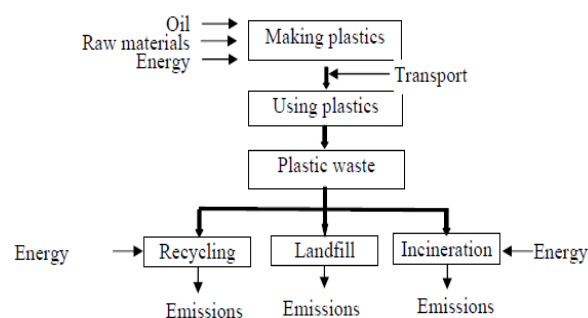 Oil
Raw materials
Energy
Making plastics
Transport
Using plastics
Plastic waste
Energy
Recycling
Landfill
Incineration
Energy
Emissions
Emissions
Emissions